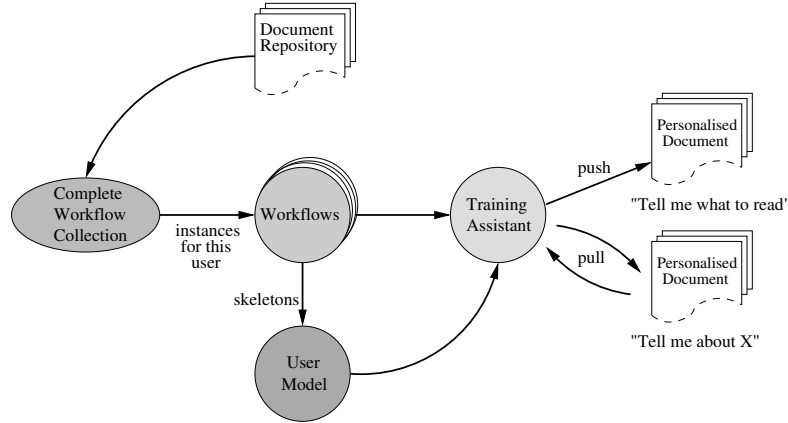 Document
Repository
Complete
Workflow
Collection
instances
for this
user
Workflows
skeletons
User
Model
Training
Assistant
push
Personalised
Document
"Tell me what to read'
pull
Personalised
Document
"Tell me about X"